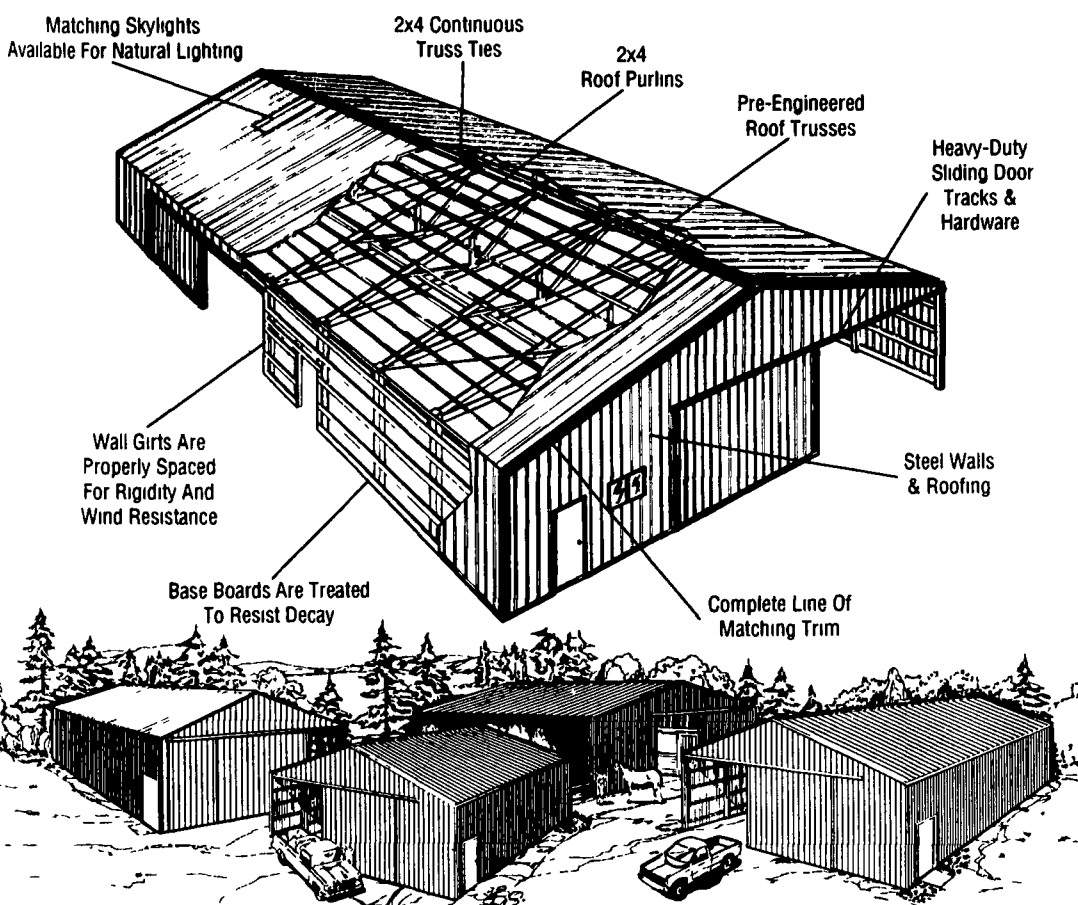 Matching Skylights
Available For Natural Lighting
2x4 Continuous
Truss Ties
2x4
Roof Purlins
Pre-Engineered
Roof Trusses
Heavy-Duty
Sliding Door
Tracks &
Hardware
Wall Girts Are
Properly Spaced
For Rigidity And
Wind Resistance
Steel Walls
& Roofing
Base Boards Are Treated
To Resist Decay
Complete Line Of
Matching Trim